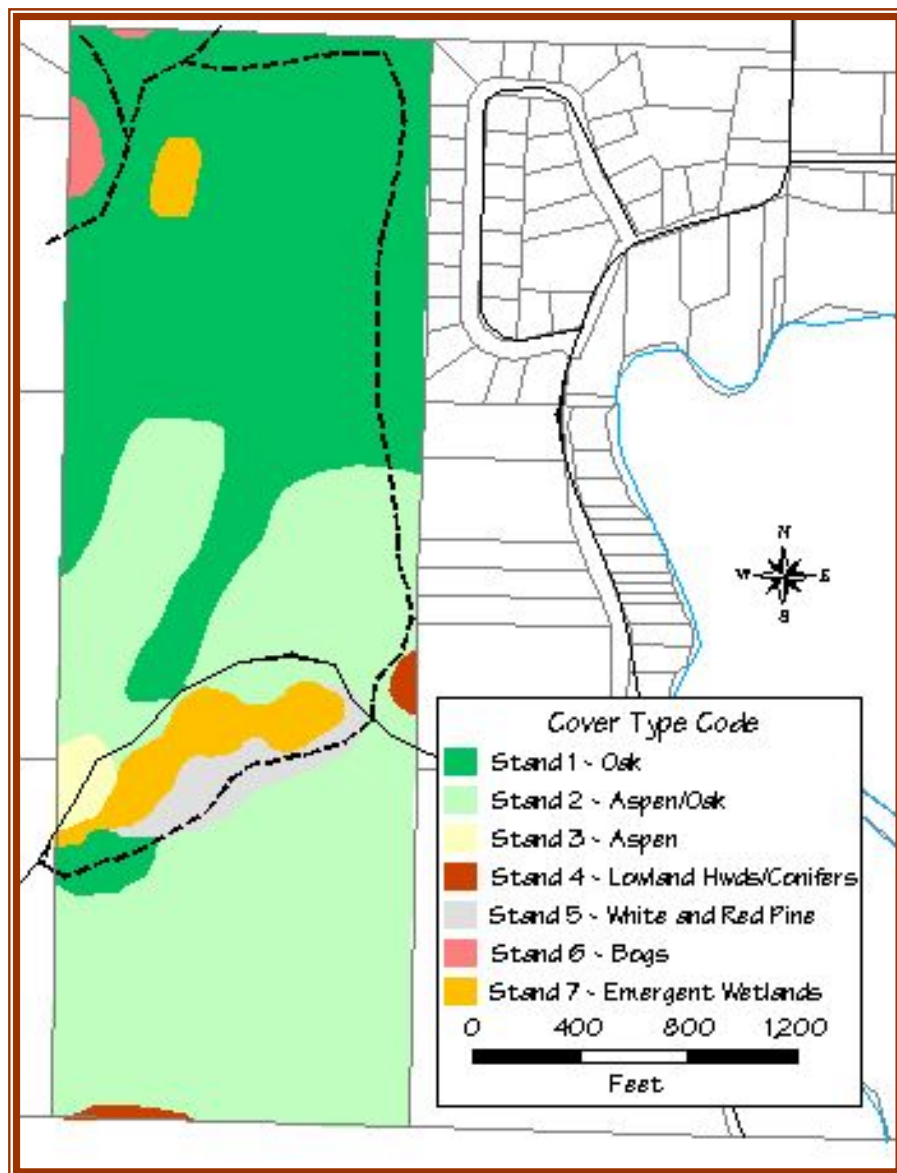 N
W E
S
Cover Type Code
Stand 1 - Oak
Stand 2 - Aspen/Oak
Stand 3 - Aspen
Stand 4 - Lowland Hwds/Conifers
Stand 5 - White and Red Pine
Stand 6 - Bogs
Stand 7 - Emergent Wetlands
0 400 800 1,200
Feet